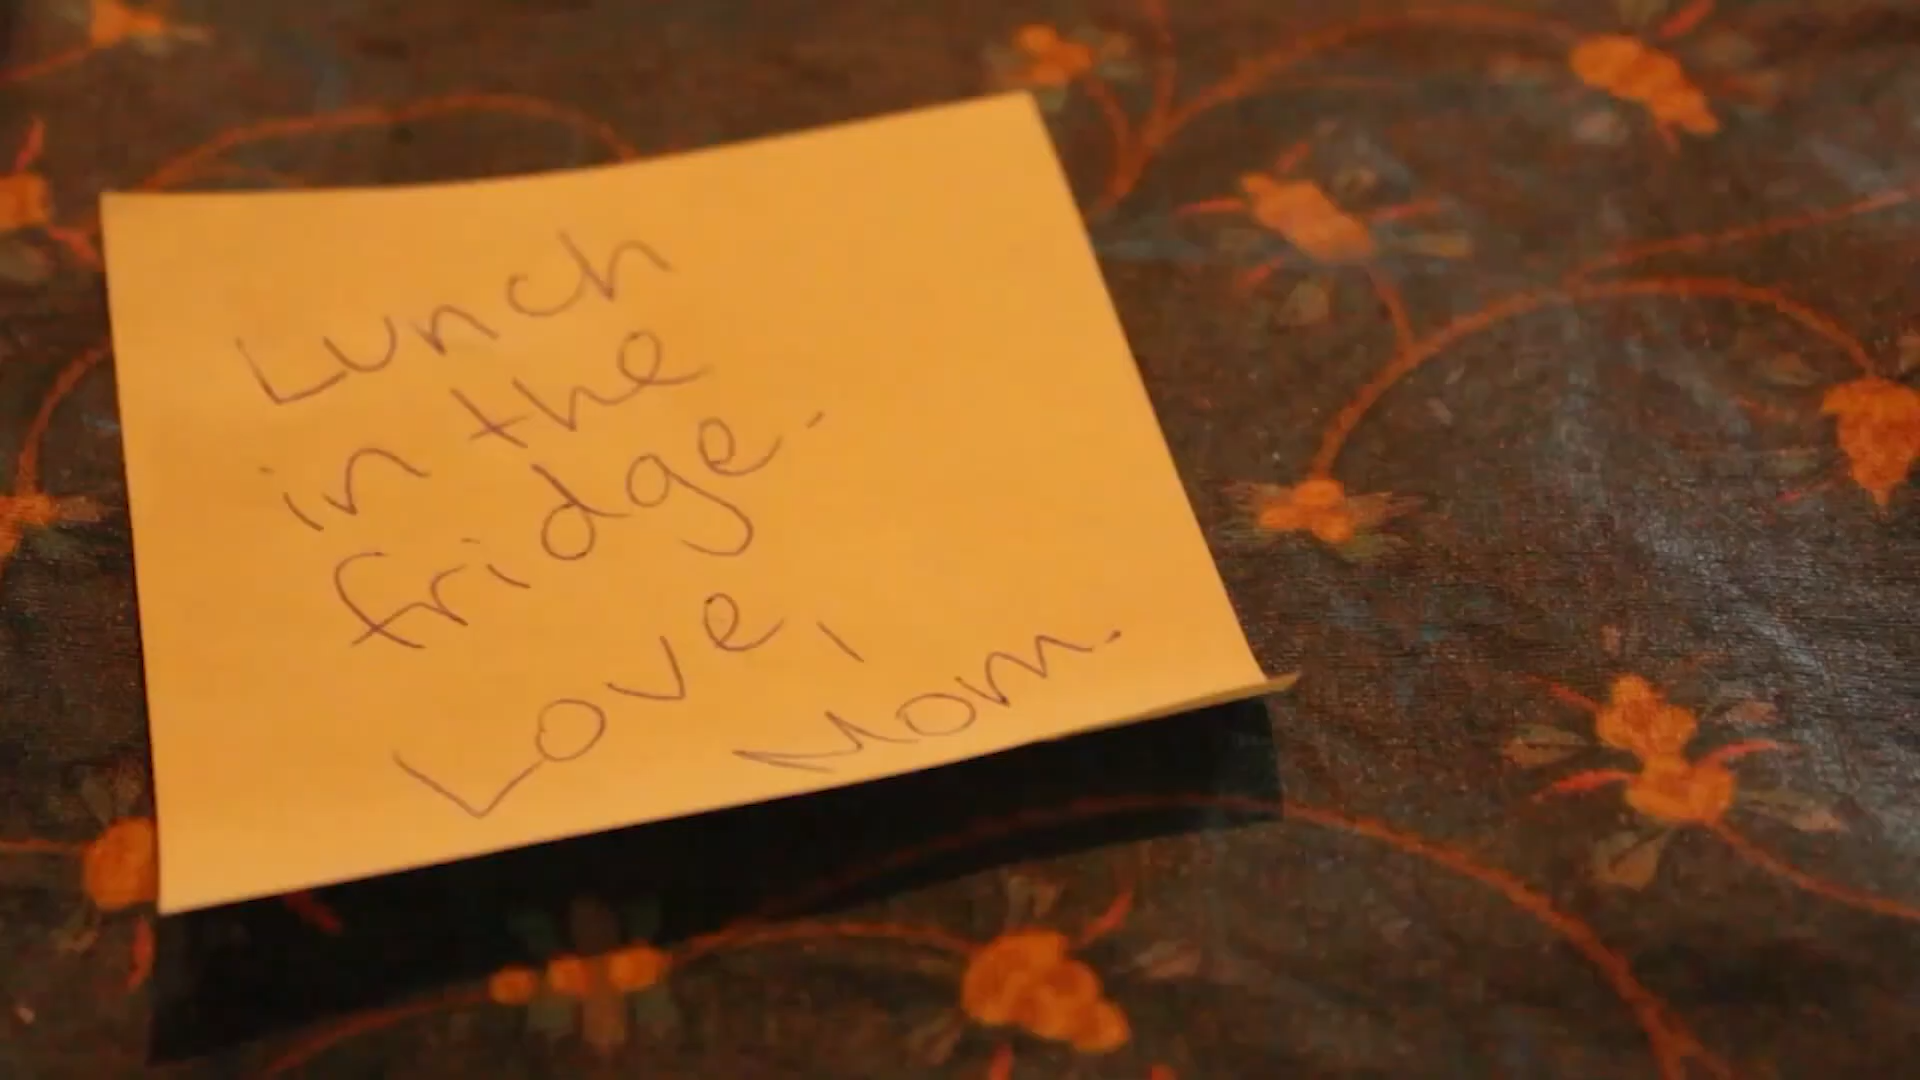 Lunch
in the
fridge.
Love,
Mom.